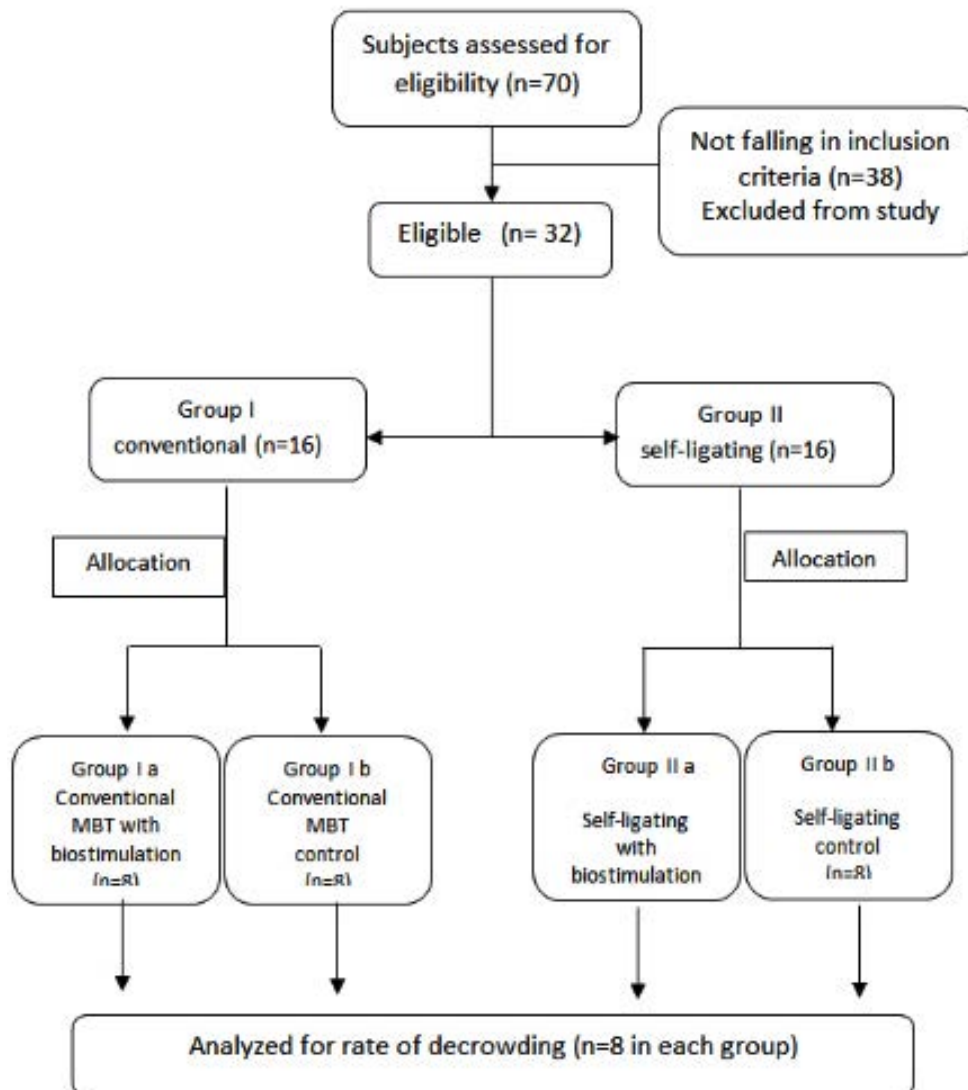 Subjects assessed for
eligibility (n=70)
Not falling in inclusion
criteria (n=38)
Excluded from study
Eligible (n= 32)
Group I
conventional (n=16)
Group II
self-ligating (n=16)
Allocation
Allocation
Group I a
Conventional
MBT with
biostimulation
(n=8)
Group I b
Conventional
MBT
control
(n=8)
Group II a
Self-ligating
with
biostimulation
Group II b
Self-ligating
control
(n=8)
Analyzed for rate of decrowding (n=8 in each group)